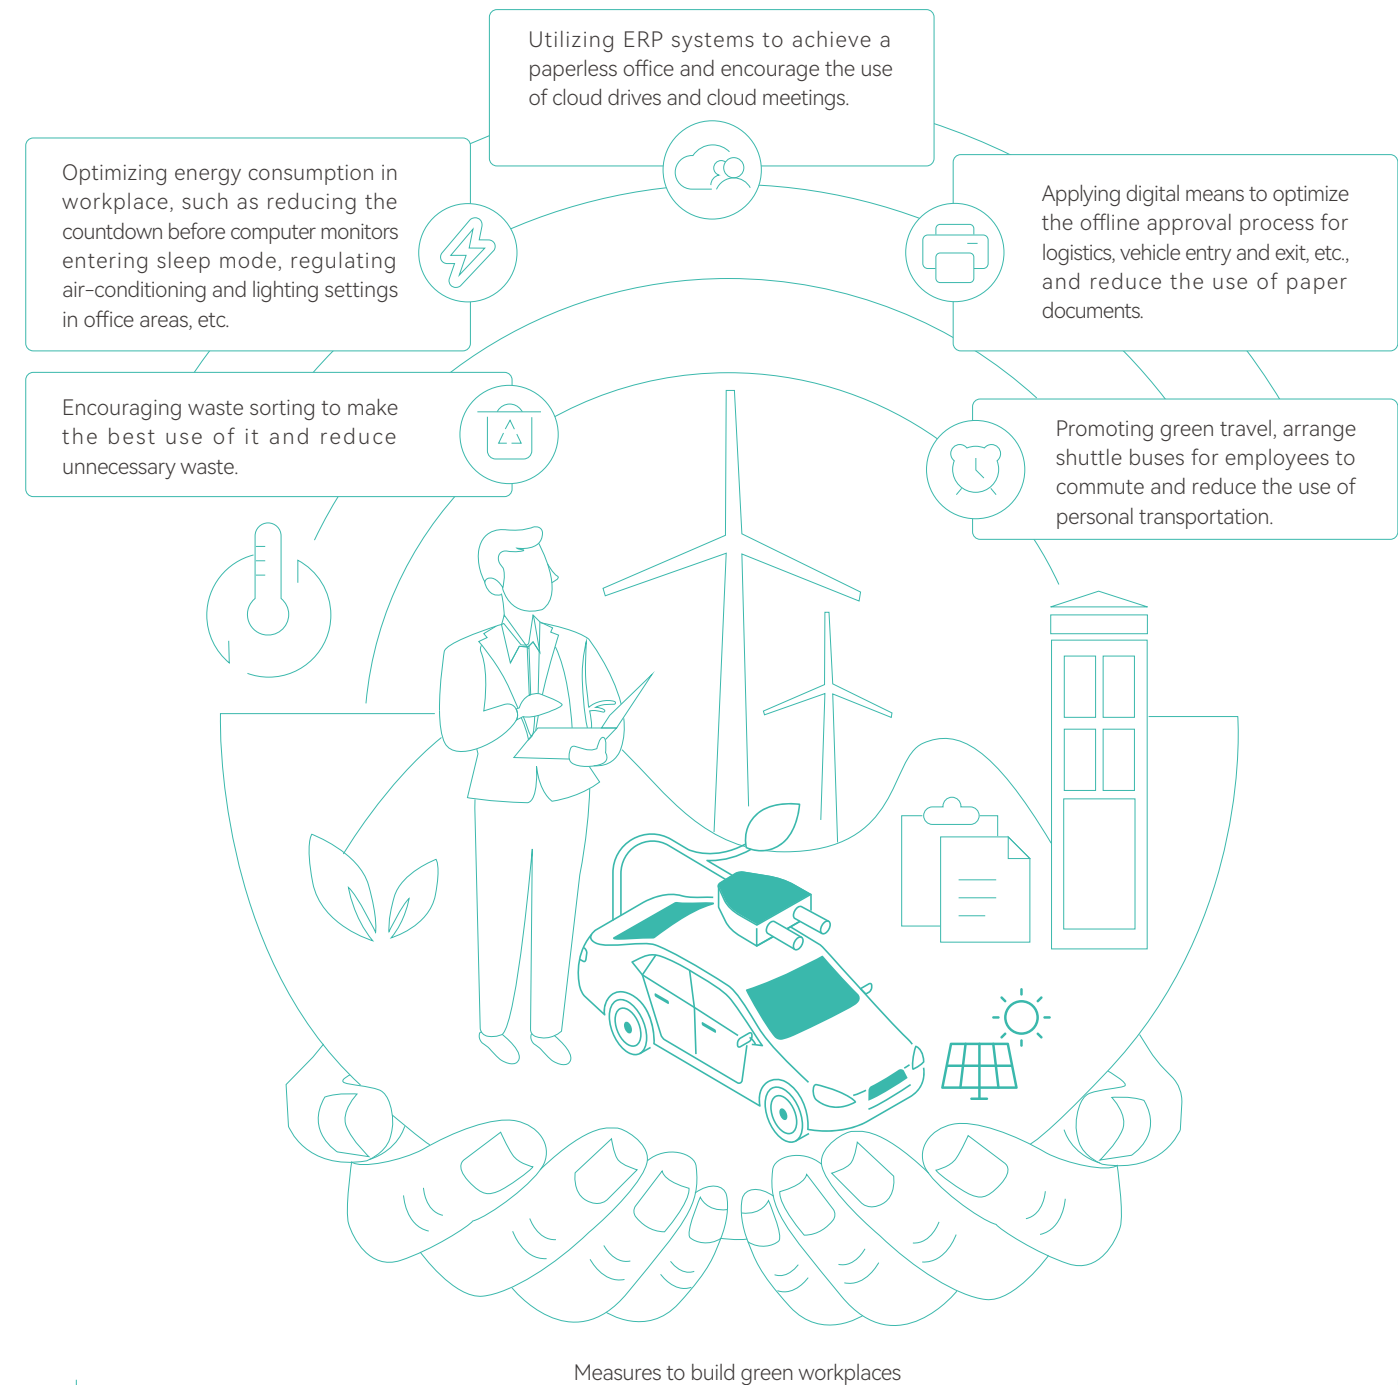 Utilizing ERP systems to achieve a
paperless office and encourage the use
of cloud drives and cloud meetings.
Optimizing energy consumption in
workplace, such as reducing the
countdown before computer monitors
entering sleep mode, regulating
air-conditioning and lighting settings
in office areas, etc.
Applying digital means to optimize
the offline approval process for
logistics, vehicle entry and exit, etc.,
and reduce the use of paper
documents.
Encouraging waste sorting to make
the best use of it and reduce
unnecessary waste.
Promoting green travel, arrange
shuttle buses for employees to
commute and reduce the use of
personal transportation.
Measures to build green workplaces